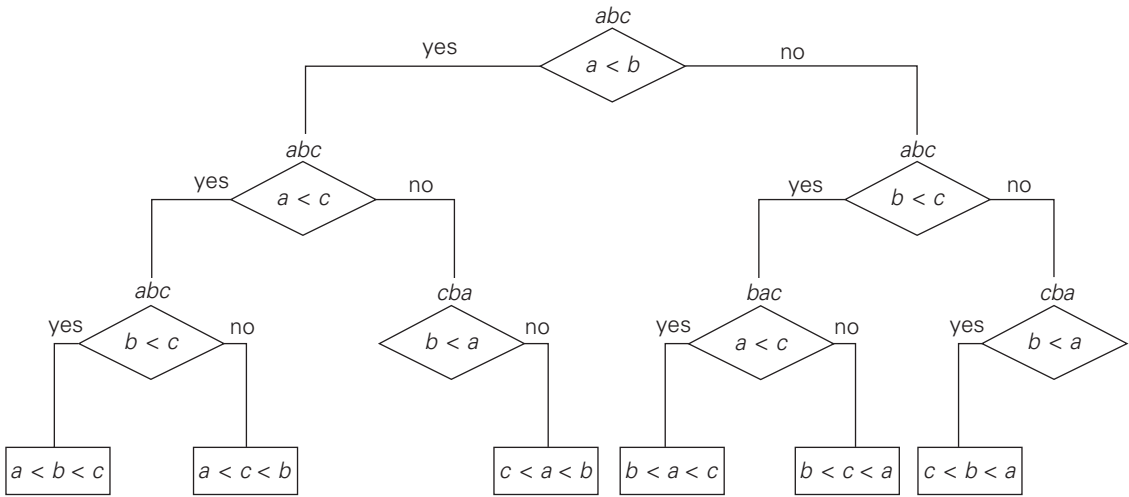 abc
yes
a < b
no
abc
abc
yes
a < c
no
yes
b < c
no
abc
cba
bac
cba
yes
b < c
no
b < a
no
yes
a < c
no
yes
b < a
a < b < c
a < c < b
c < a < b
b < a < c
b < c < a
c < b < a